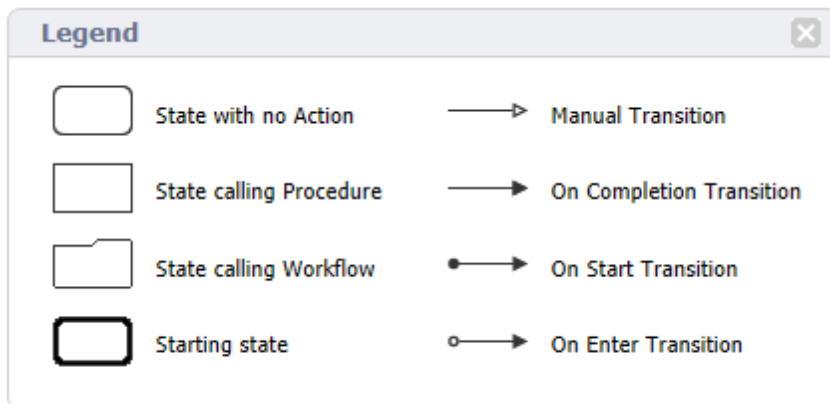 Legend
State with no Action
Manual Transition
State calling Procedure
On Completion Transition
State calling Workflow
On Start Transition
Starting state
On Enter Transition